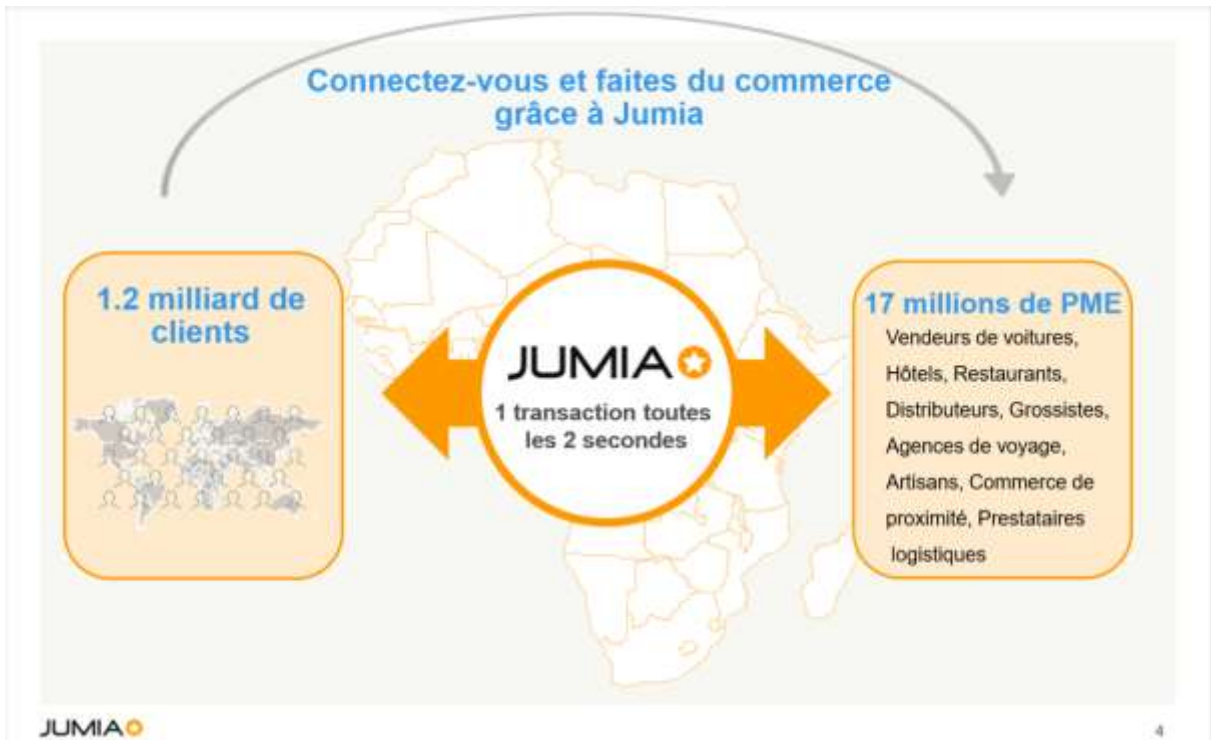 Connectez-vous et faites du commerce
grâce à Jumia
1.2 milliard de
clients
JUMIA
1 transaction toutes
les 2 secondes
17 millions de PME
Vendeurs de voitures,
Hôtels, Restaurants,
Distributeurs, Grossistes,
Agences de voyage,
Artisans, Commerce de
proximité, Prestataires
logistiques
JUMIA
4